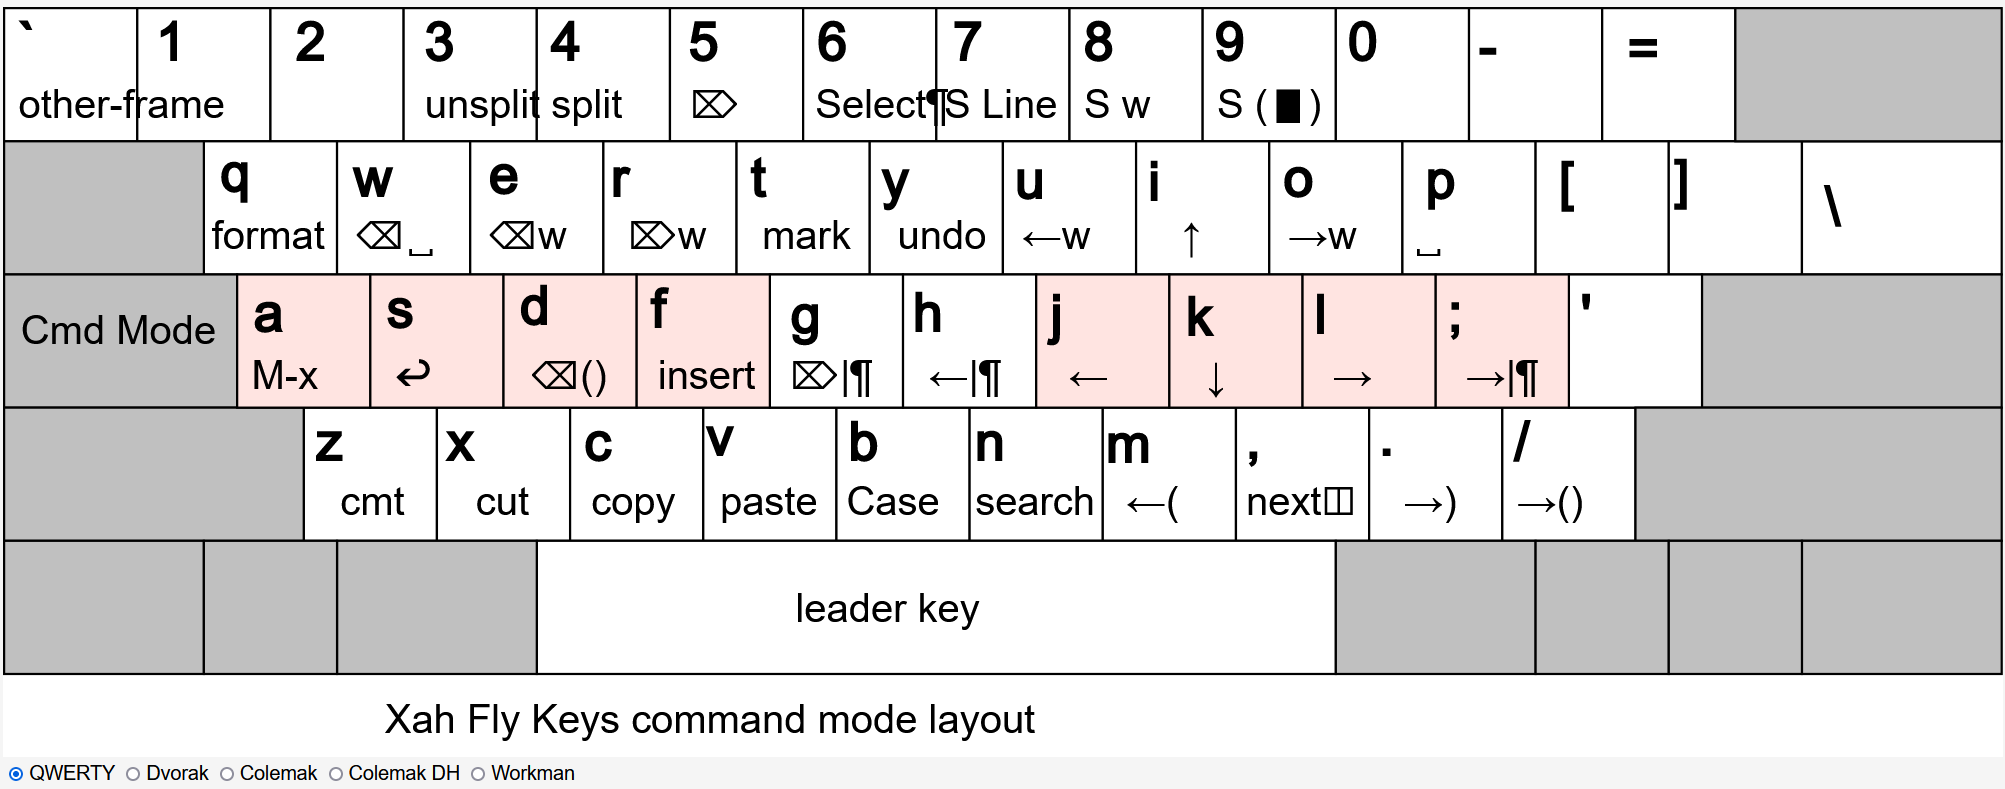 ` 1 2 3 4 5 6 7 8 9 0 - =
other-frame unsplit split ⌦ Select¶ S Line S w S (█)
q w e r t y u i o p [ ] \
format ⌫␣ ⌫w ⌦w mark undo ←w ↑ →w ␣
Cmd Mode a s d f g h j k l ; '
M-x ↩ ⌫() insert ⌦|¶ ←|¶ ← ↓ → →|¶
z x c v b n m , . /
cmt cut copy paste Case search ←( next◫ →) →()
leader key
Xah Fly Keys command mode layout
QWERTY Dvorak Colemak Colemak DH Workman